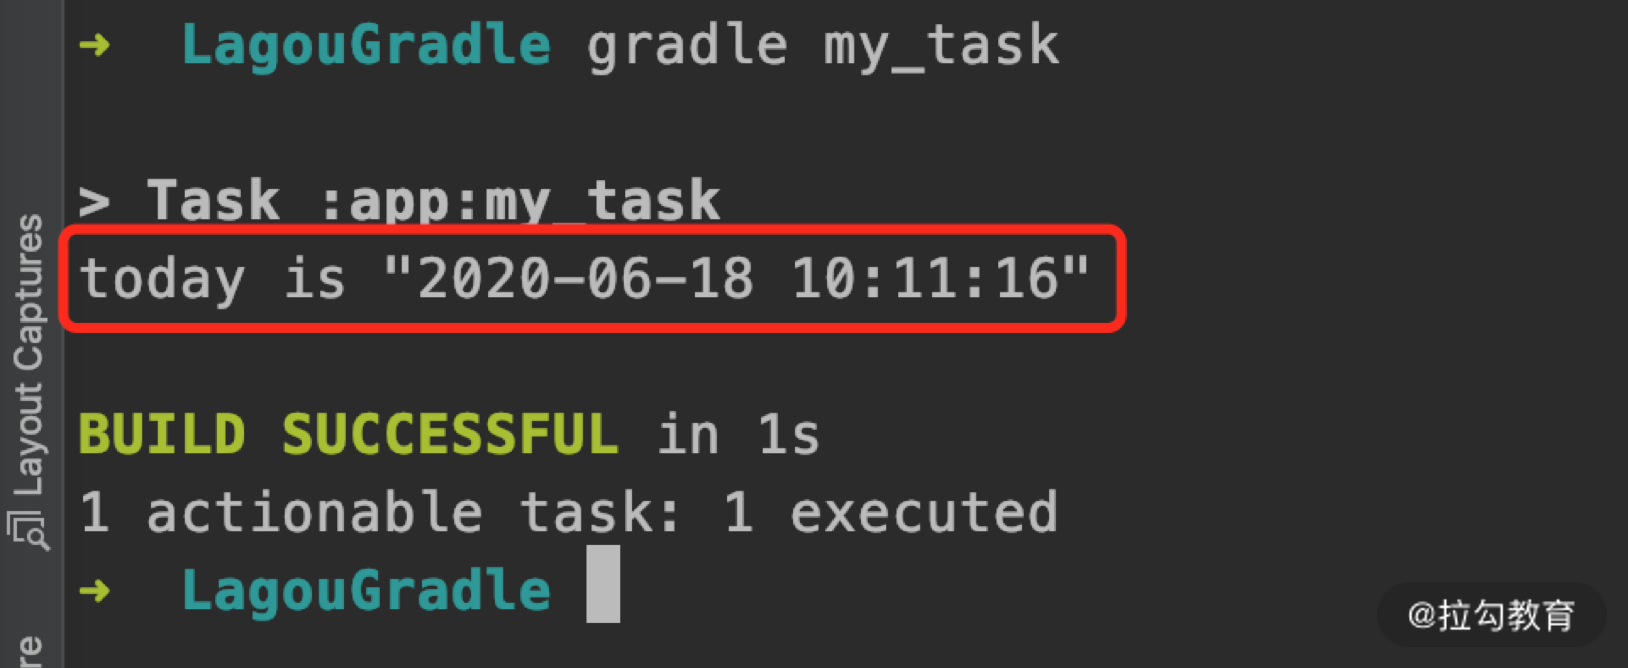 ➜ LagouGradle gradle my_task
> Task :app:my_task
today is "2020-06-18 10:11:16"
BUILD SUCCESSFUL in 1s
1 actionable task: 1 executed
➜ LagouGradle
Layout Captures
re
@拉勾教育